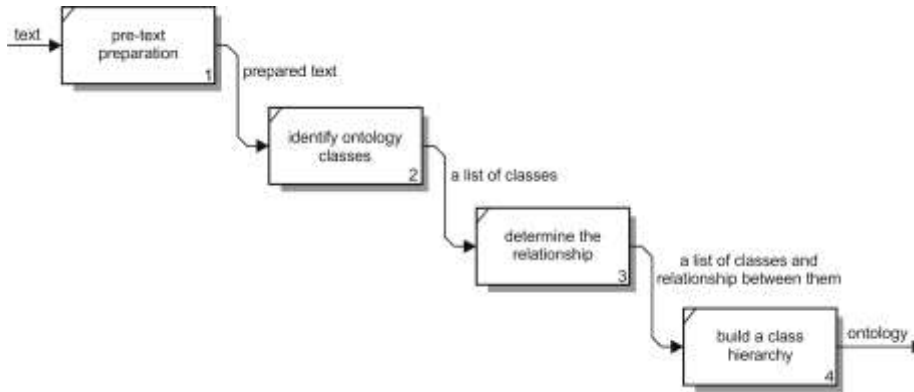 text
pre-text
preparation
1
prepared text
identify ontology
classes
2
a list of classes
determine the
relationship
3
a list of classes and
relationship between them
build a class
hierarchy
4
ontology